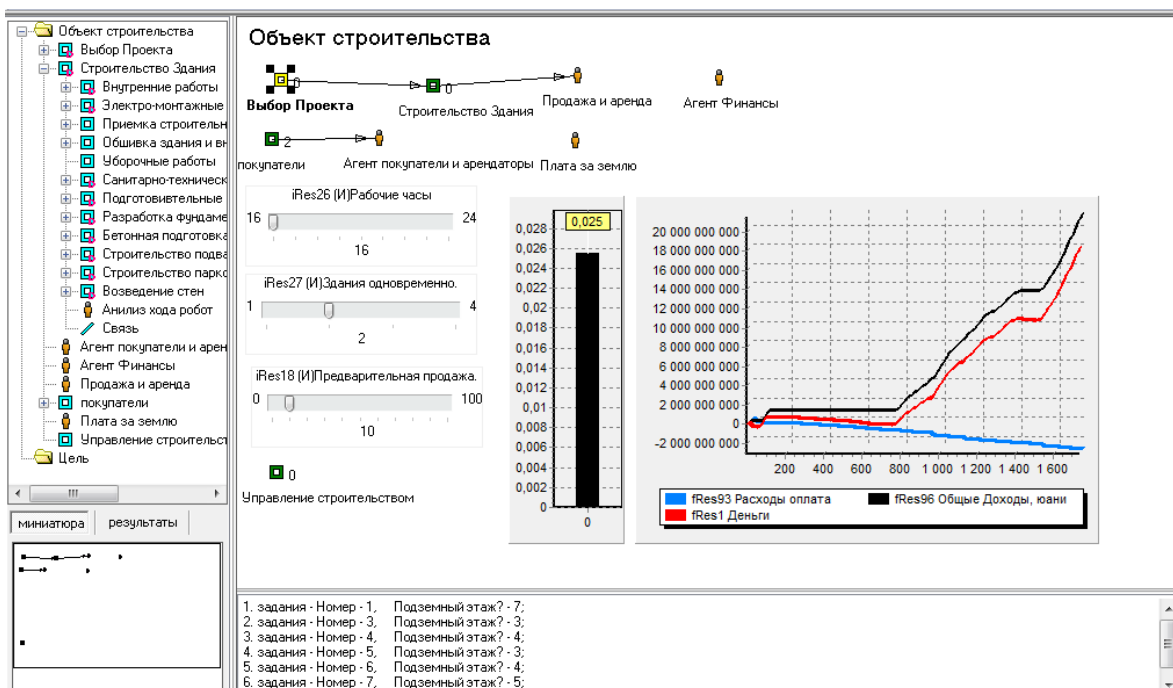 Объект строительства
Выбор Проекта
Строительство Здания
Внутренние работы
Электро-монтажные
Приемка строительн
Обшивка здания и вн
Уборочные работы
Санитарно-техническ
Подготовительные
Разработка фундаме
Бетонная подготовка
Строительство подва
Строительство парко
Возведение стен
Анилиз хода робот
Связь
Агент покупатели и арен
Агент Финансы
Продажа и аренда
покупатели
Плата за землю
Управление строительст
Цель
миниатюра результаты
Объект строительства
0 0
Выбор Проекта Строительство Здания Продажа и аренда Агент Финансы
2
покупатели Агент покупатели и арендаторы Плата за землю
iRes26 (И)Рабочие часы
16 24
16
iRes27 (И)Здания одновременно.
1 4
2
iRes18 (И)Предварительная продажа.
0 100
10
0
Управление строительством
0,025
0,028
0,026
0,024
0,022
0,02
0,018
0,016
0,014
0,012
0,01
0,008
0,006
0,004
0,002
0
0
20 000 000 000
18 000 000 000
16 000 000 000
14 000 000 000
12 000 000 000
10 000 000 000
8 000 000 000
6 000 000 000
4 000 000 000
2 000 000 000
0
-2 000 000 000
200 400 600 800 1 000 1 200 1 400 1 600
fRes93 Расходы оплата fRes96 Общые Доходы, юани
fRes1 Деньги
1. задания - Номер - 1, Подземный этаж? - 7;
2. задания - Номер - 3, Подземный этаж? - 3;
3. задания - Номер - 4, Подземный этаж? - 4;
4. задания - Номер - 5, Подземный этаж? - 3;
5. задания - Номер - 6, Подземный этаж? - 4;
6. задания - Номер - 7, Подземный этаж? - 5;